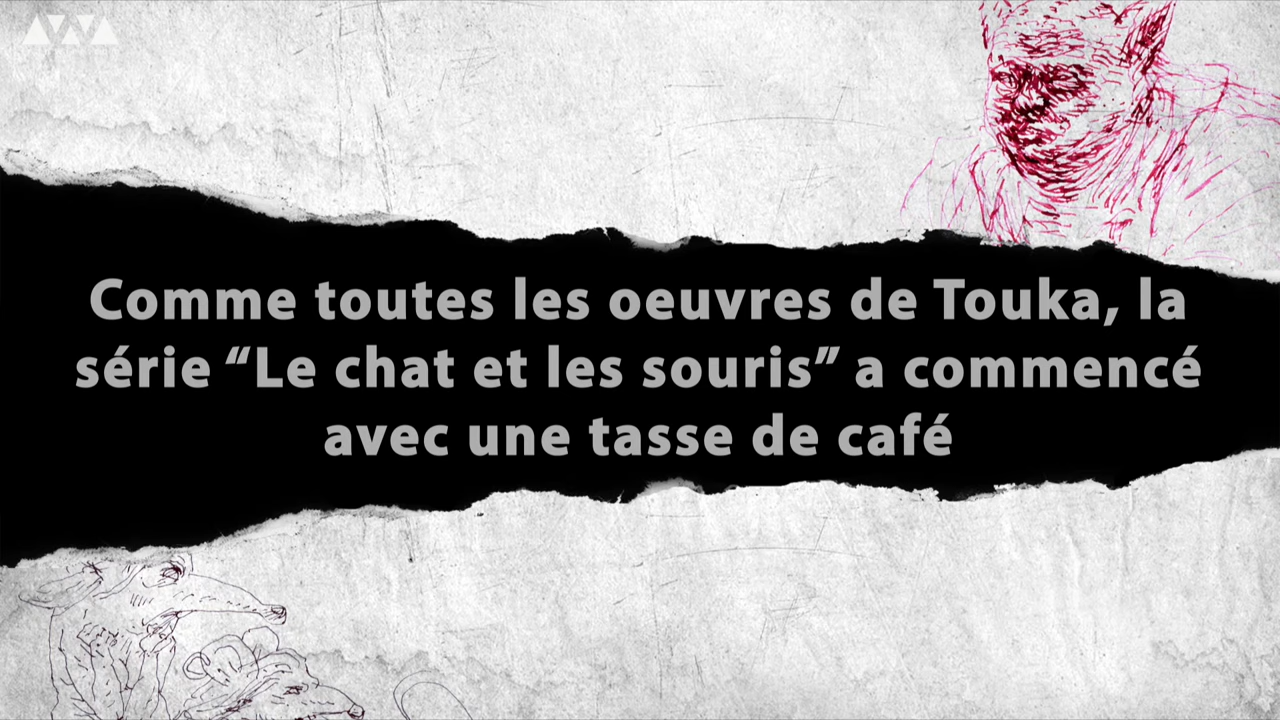 Comme toutes les oeuvres de Touka, la
série “Le chat et les souris” a commencé
avec une tasse de café